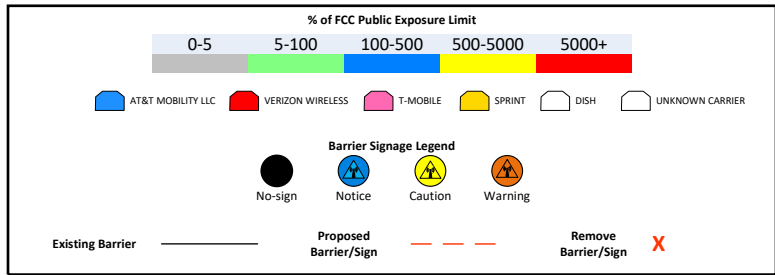 % of FCC Public Exposure Limit
0-5 5-100 100-500 500-5000 5000+
AT&T MOBILITY LLC VERIZON WIRELESS T-MOBILE SPRINT DISH UNKNOWN CARRIER
Barrier Signage Legend
No-sign Notice Caution Warning
Existing Barrier Proposed Barrier/Sign Remove Barrier/Sign X